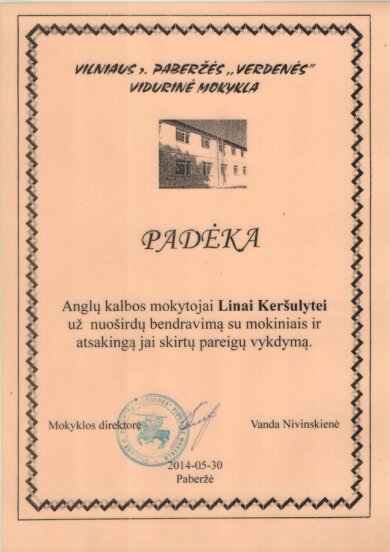 VILNIAUS r. PABERŽĖS „VERDENĖS”
VIDURINĖ MOKYKLA
PADĖKA
Anglų kalbos mokytojai Linai Keršulytei
už nuoširdų bendravimą su mokiniais ir
atsakingą jai skirtų pareigų vykdymą.
Mokyklos direktorė Vanda Nivinskienė
2014-05-30
Paberžė